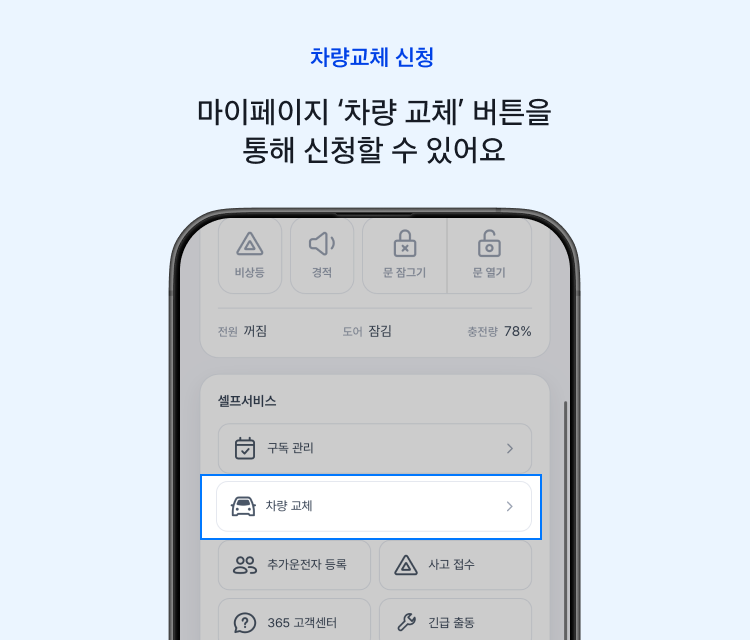 차량교체 신청
마이페이지 ‘차량 교체’ 버튼을
통해 신청할 수 있어요
비상등
경적
문 잠그기
문 열기
전원 꺼짐
도어 잠김
충전량 78%
셀프서비스
구독 관리
차량 교체
추가운전자 등록
사고 접수
365 고객센터
긴급 출동